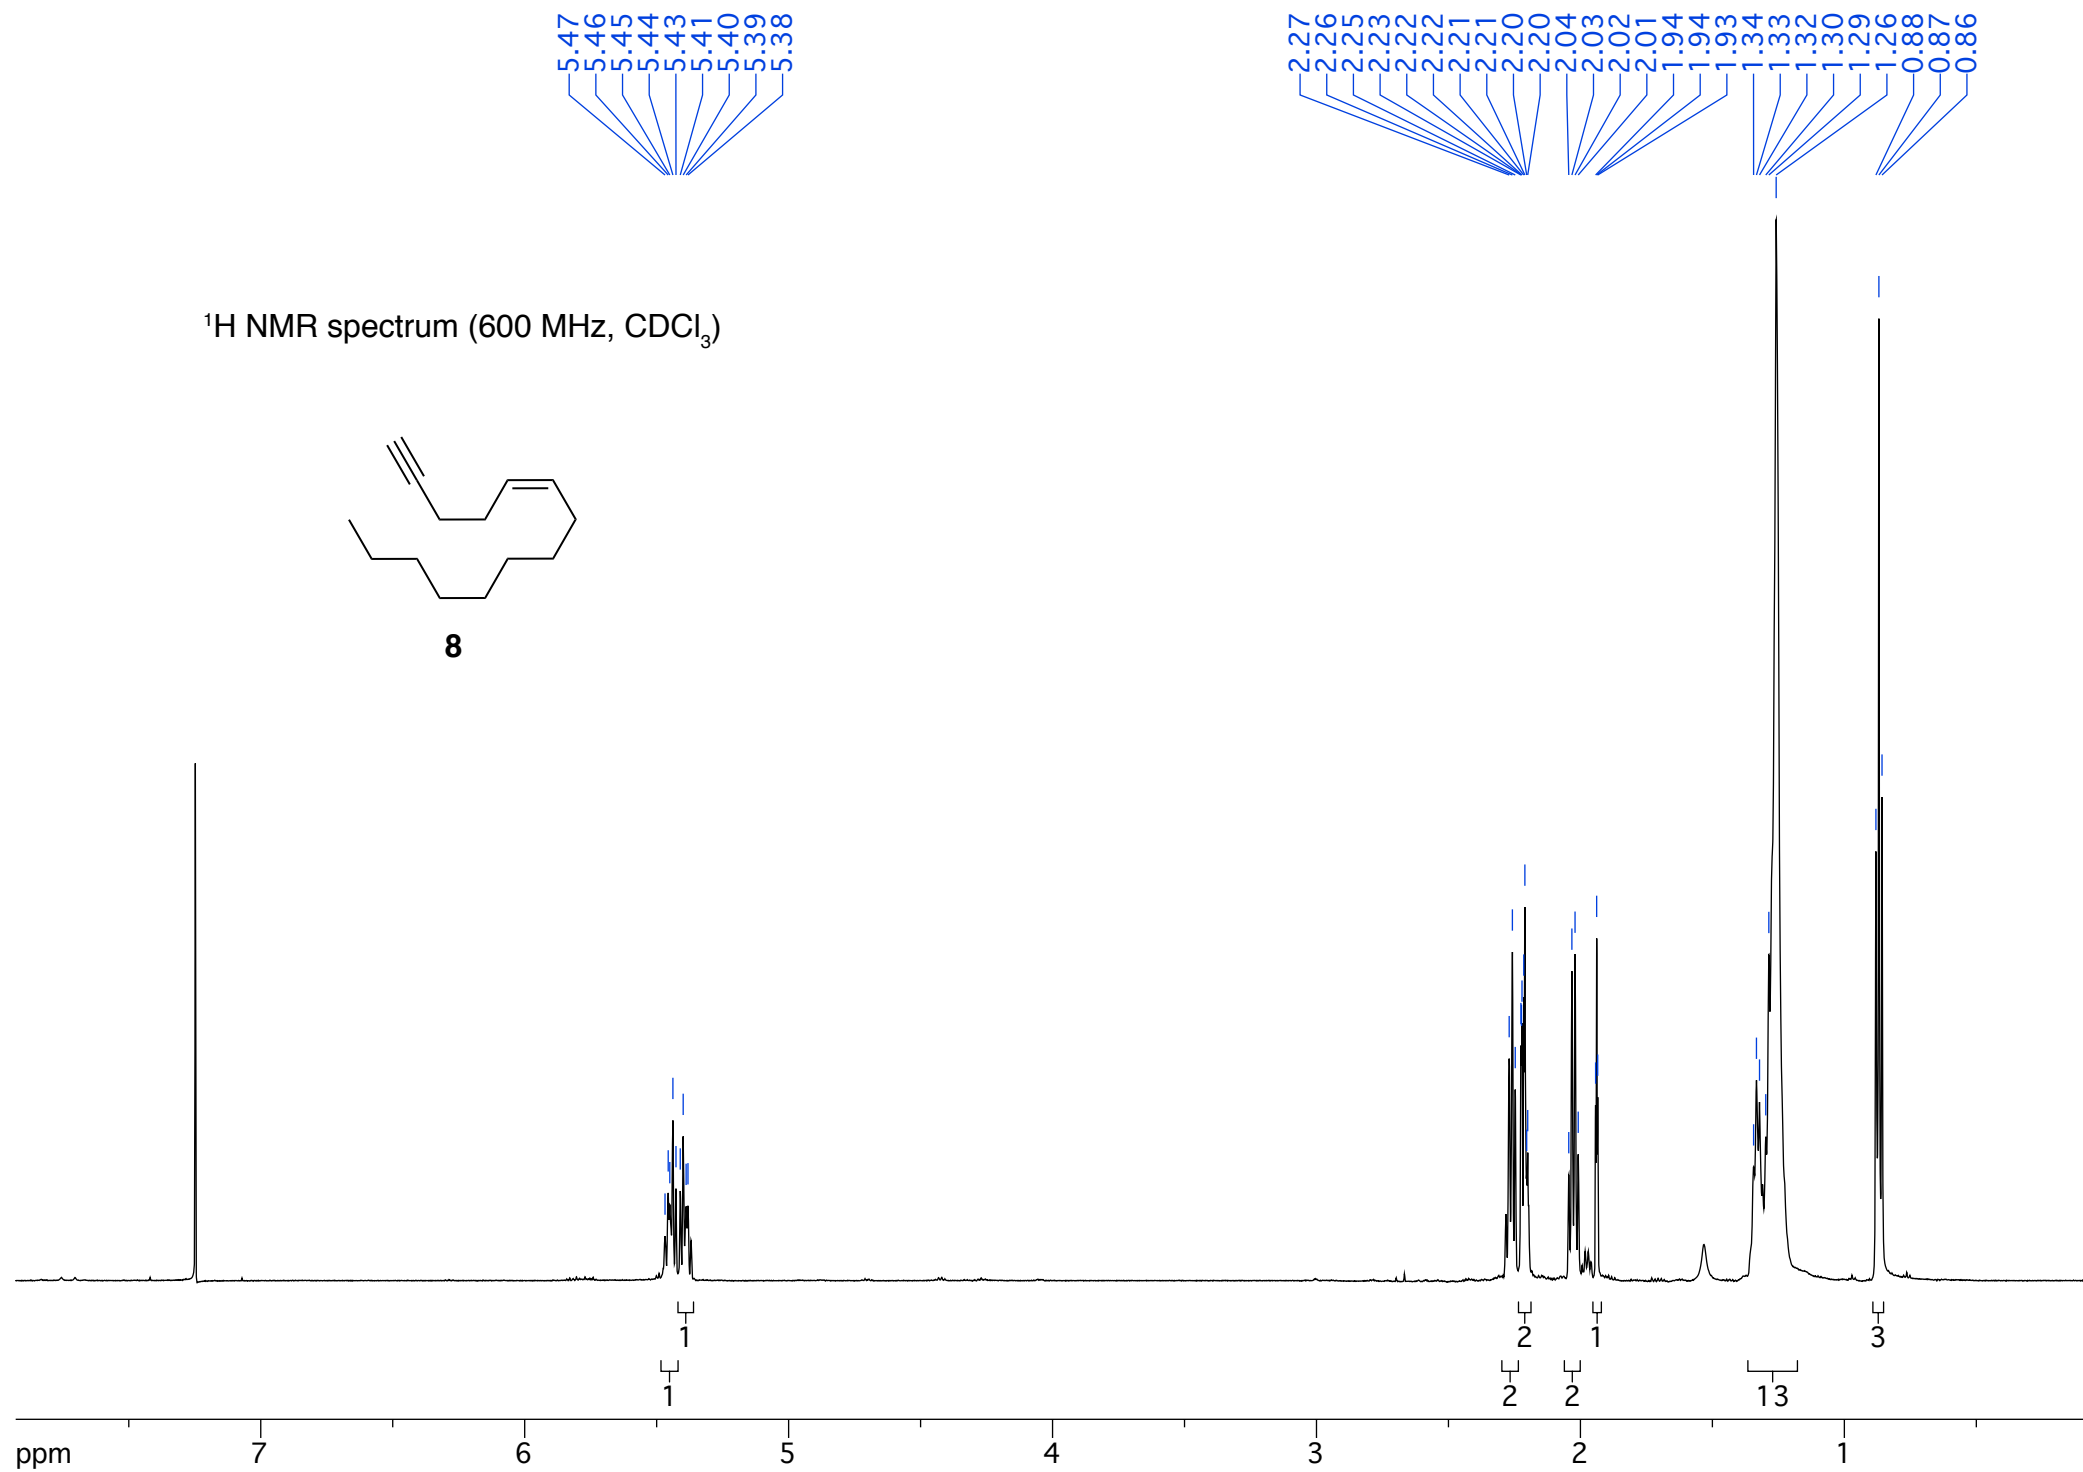 5.47 5.46 5.45 5.44 5.43 5.41 5.40 5.39 5.38
2.27 2.26 2.25 2.23 2.22 2.22 2.21 2.21 2.20 2.20 2.04 2.03 2.02 2.01 1.94 1.94 1.93 1.34 1.33 1.32 1.30 1.29 1.26 0.88 0.87 0.86
¹H NMR spectrum (600 MHz, CDCl₃)
8
1 2 1 3
1 2 2 13
ppm 7 6 5 4 3 2 1